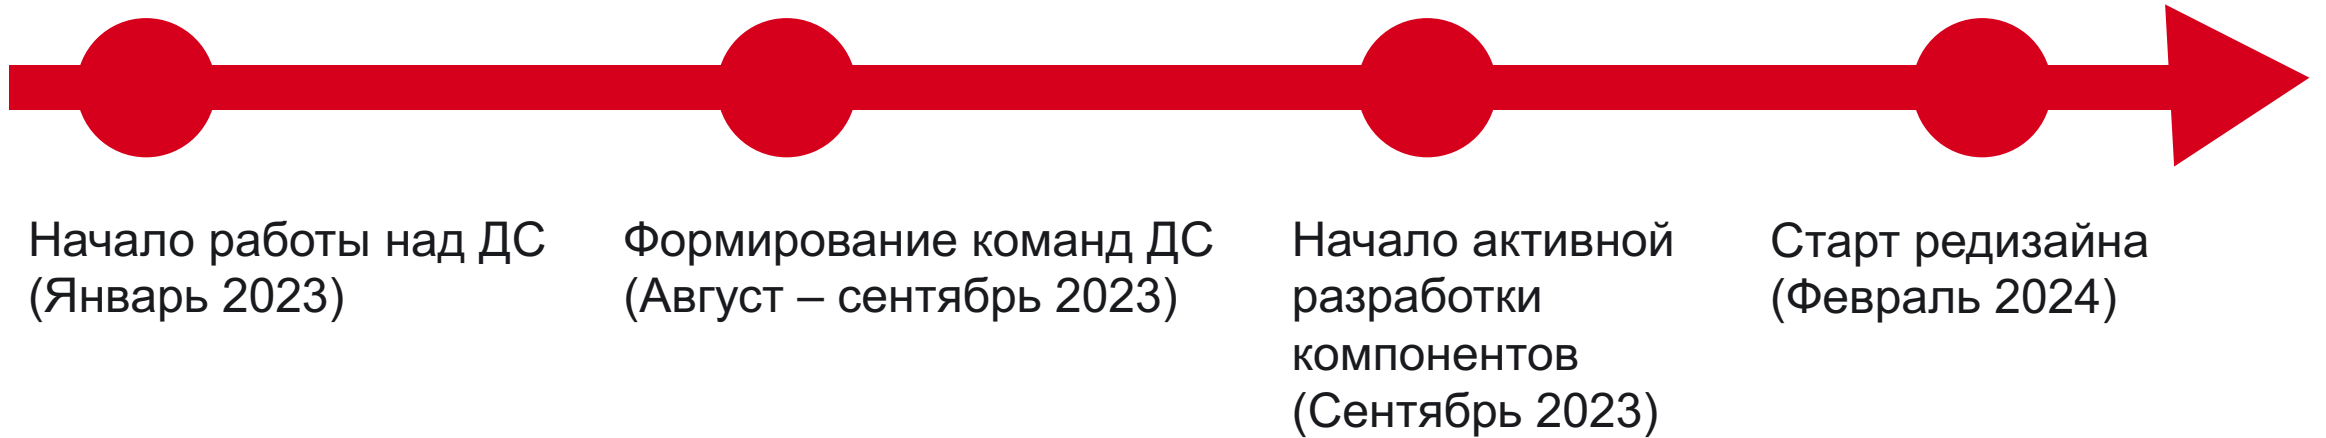 Начало работы над ДС
(Январь 2023)
Формирование команд ДС
(Август – сентябрь 2023)
Начало активной
разработки
компонентов
(Сентябрь 2023)
Старт редизайна
(Февраль 2024)